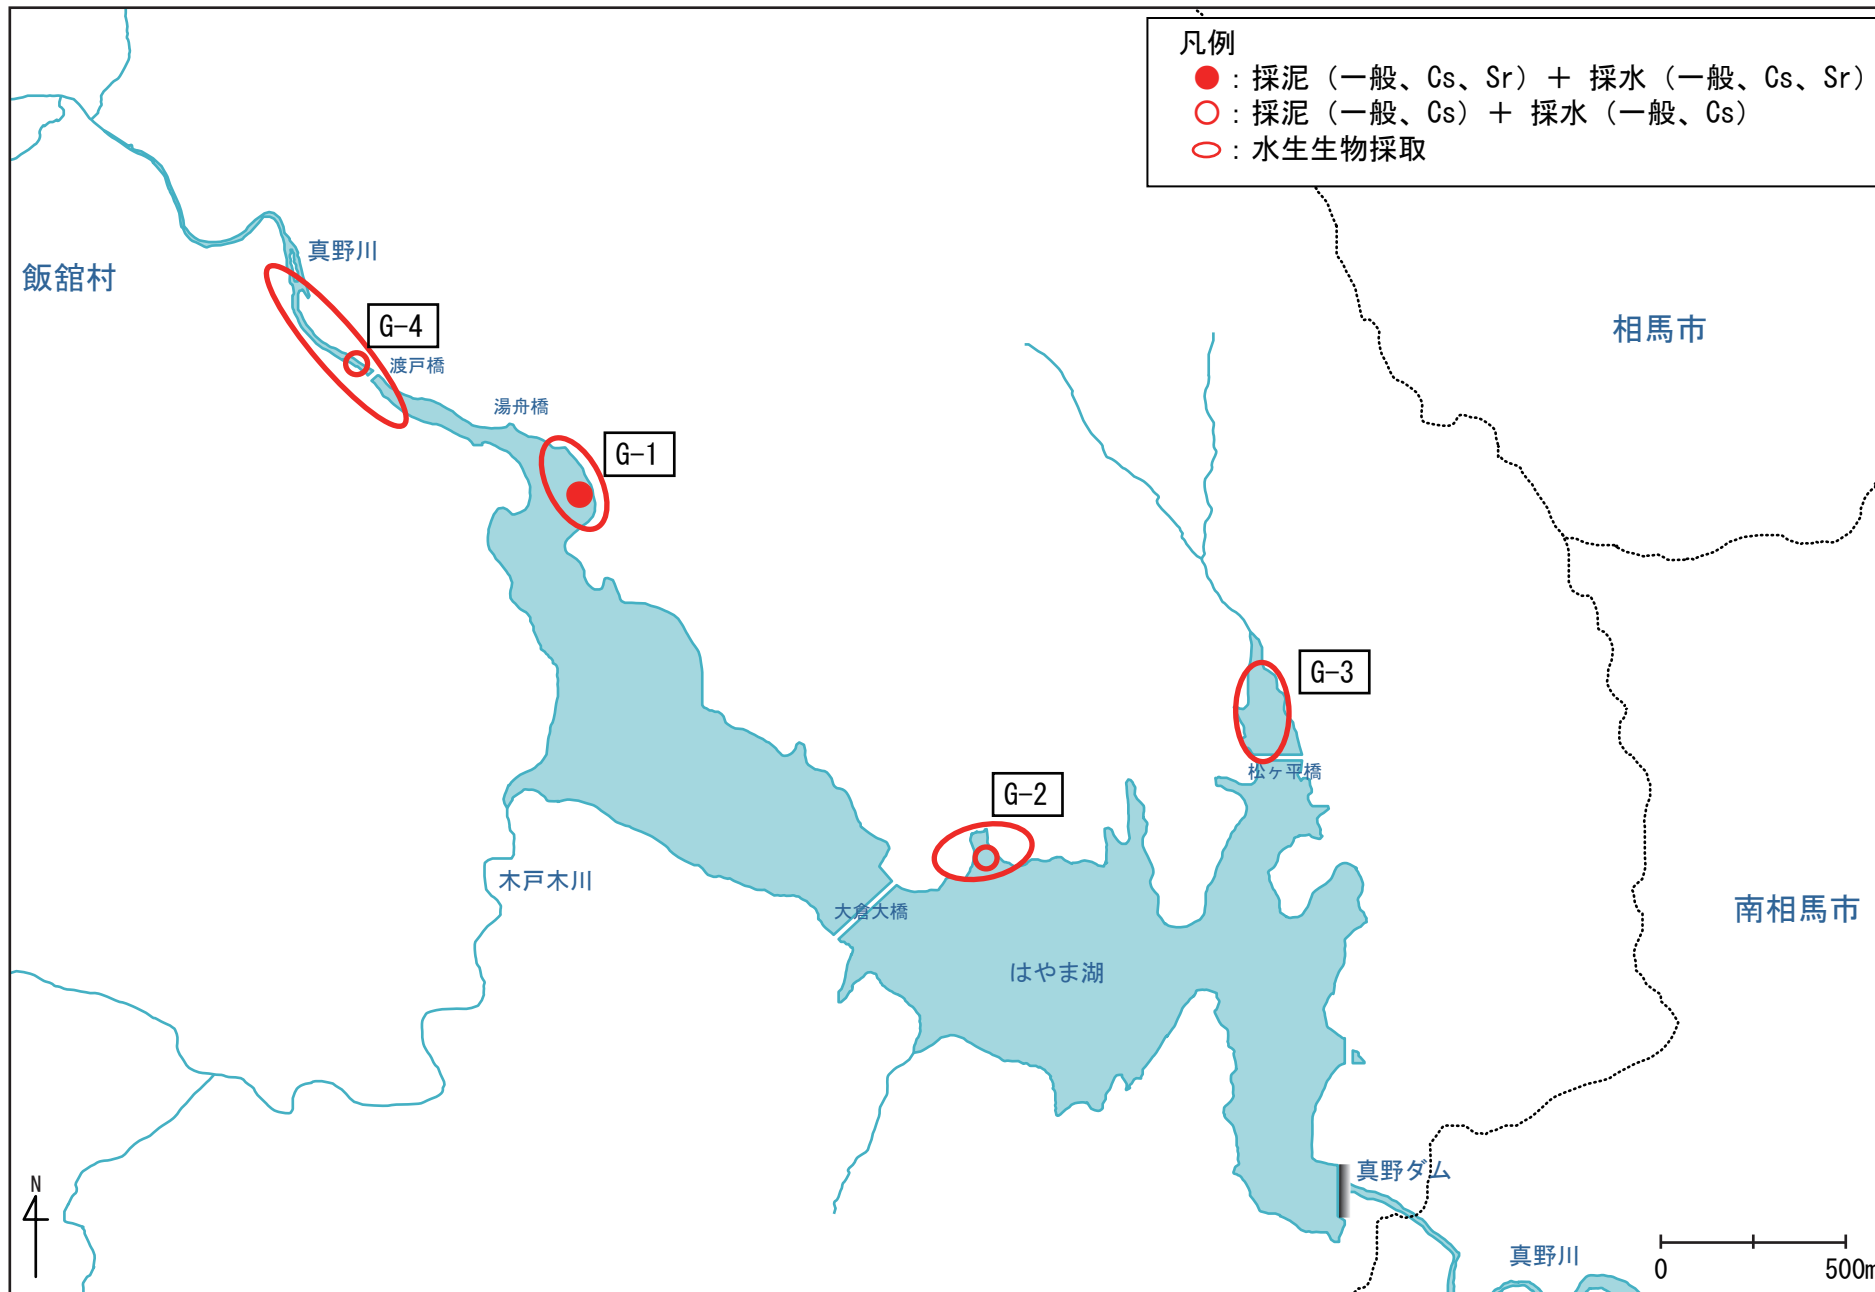 凡例
：採泥（一般、Cs、Sr）＋ 採水（一般、Cs、Sr）
：採泥（一般、Cs）＋ 採水（一般、Cs）
：水生生物採取
真野川
飯舘村
G-4
相馬市
渡戸橋
湯舟橋
G-1
G-3
松ヶ平橋
G-2
木戸木川
大倉大橋
南相馬市
はやま湖
真野ダム
N
真野川
0
500m